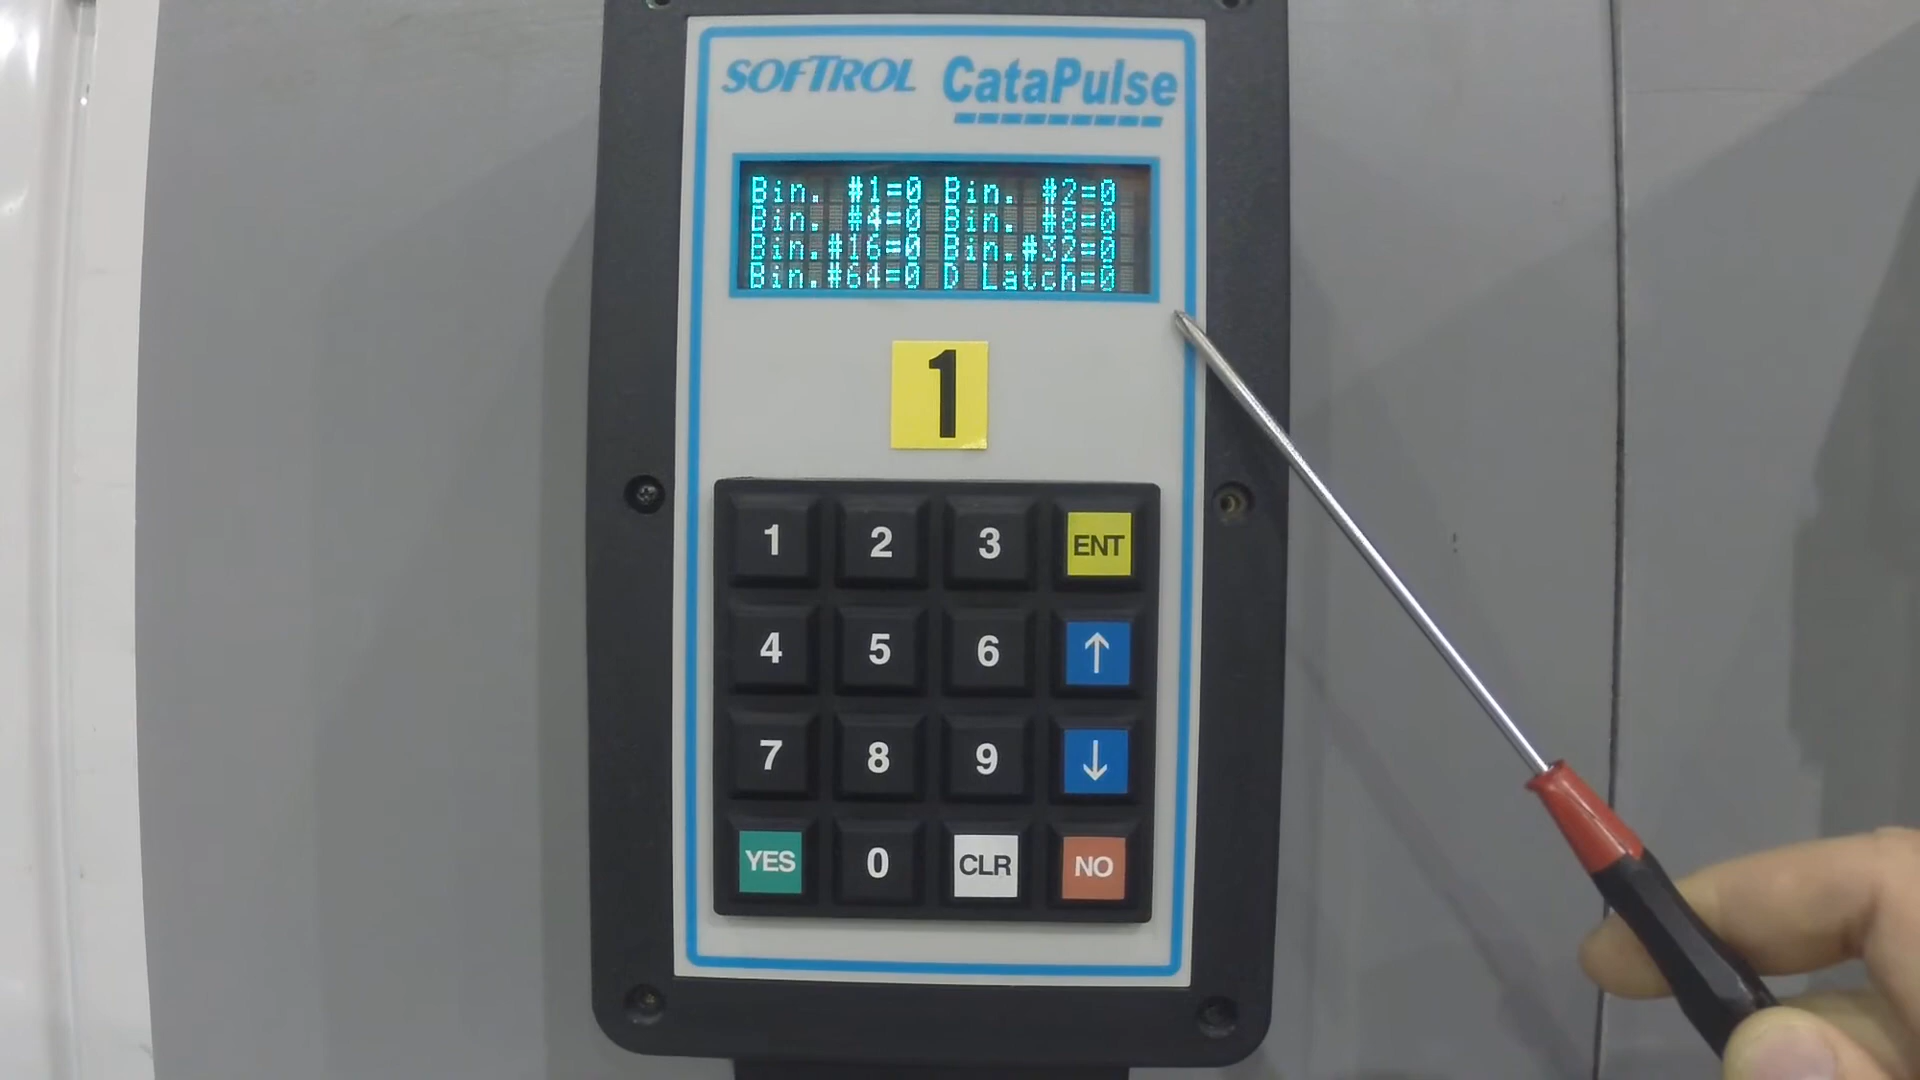 SOFTROL CataPulse
Bin. #1=0 Bin. #2=0
Bin. #4=0 Bin. #8=0
Bin.#16=0 Bin.#32=0
Bin.#64=0 D Latch=0
1
1 2 3 ENT
4 5 6 ↑
7 8 9 ↓
YES 0 CLR NO